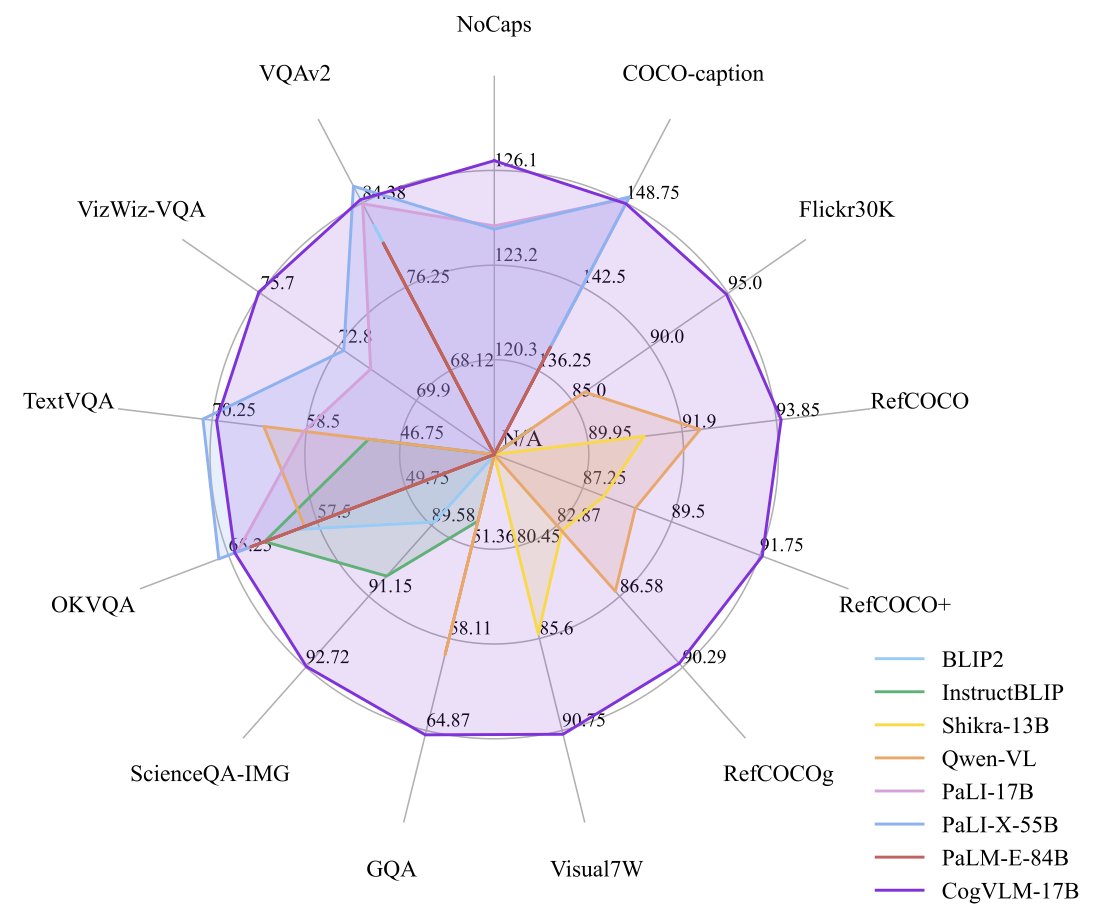 NoCaps
VQAv2
COCO-caption
126.1
84.38
148.75
VizWiz-VQA
Flickr30K
123.2
76.25
142.5
75.7
95.0
72.8
120.3
90.0
68.12
136.25
69.9
85.0
TextVQA
RefCOCO
70.25
58.5
46.75
N/A
89.95
91.9
93.85
49.75
87.25
57.5
89.58
82.87
89.5
51.36
80.45
65.25
91.75
91.15
86.58
OKVQA
RefCOCO+
58.11
85.6
92.72
90.29
64.87
90.75
ScienceQA-IMG
RefCOCOg
GQA
Visual7W
BLIP2
InstructBLIP
Shikra-13B
Qwen-VL
PaLI-17B
PaLI-X-55B
PaLM-E-84B
CogVLM-17B